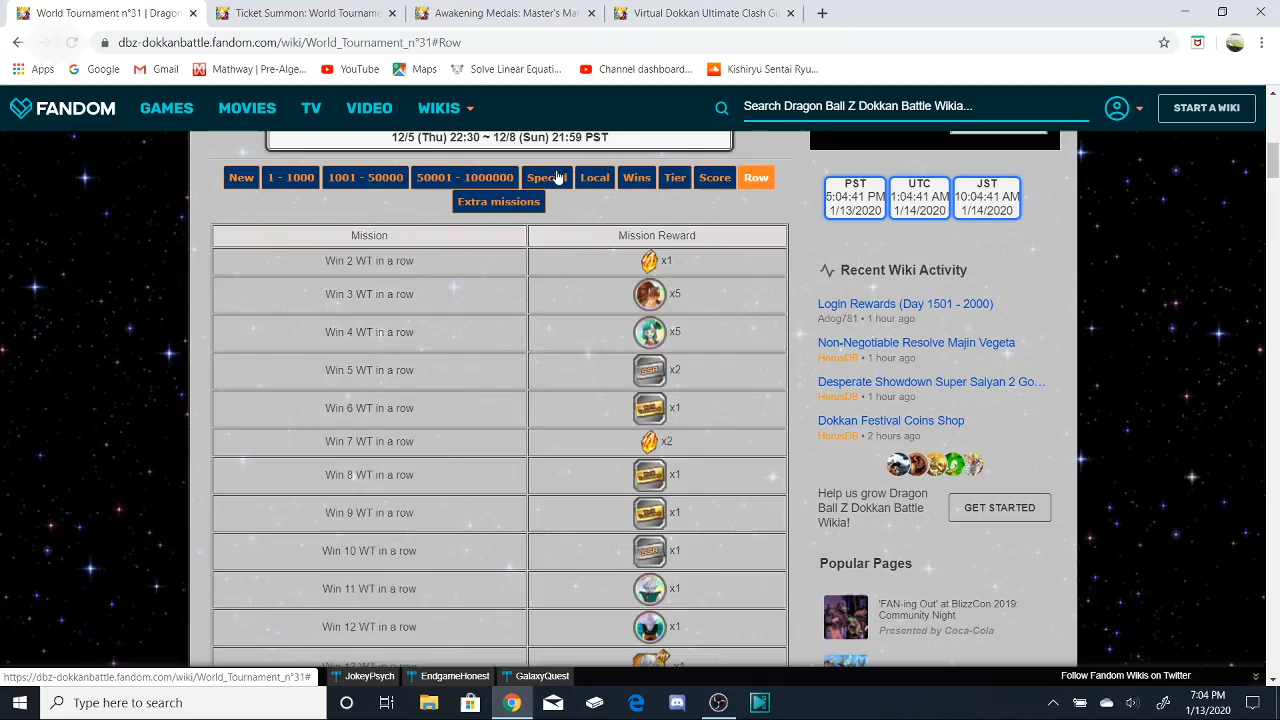 World Tournament n°31 | Dragon
Ticket Summon: World Tournamen
Awakening Medals: Master's Mar
Virtual Dokkan Ultimate Clash Gu
dbz-dokkanbattle.fandom.com/wiki/World_Tournament_n°31#Row
Apps
Google
Gmail
Mathway | Pre-Alge...
YouTube
Maps
Solve Linear Equati...
Channel dashboard...
Kishiryu Sentai Ryu...
FANDOM
GAMES
MOVIES
TV
VIDEO
WIKIS
Search Dragon Ball Z Dokkan Battle Wikia...
START A WIKI
12/5 (Thu) 22:30 ~ 12/8 (Sun) 21:59 PST
New
1 - 1000
1001 - 50000
50001 - 1000000
Special
Local
Wins
Tier
Score
Row
Extra missions
Mission
Mission Reward
Win 2 WT in a row
x1
Win 3 WT in a row
x5
Win 4 WT in a row
x5
Win 5 WT in a row
SSR
x2
Win 6 WT in a row
x1
Win 7 WT in a row
x2
Win 8 WT in a row
x1
Win 9 WT in a row
x1
Win 10 WT in a row
SSR
x1
Win 11 WT in a row
x1
Win 12 WT in a row
x1
PST
5:04:41 PM
1/13/2020
UTC
1:04:41 AM
1/14/2020
JST
10:04:41 AM
1/14/2020
Recent Wiki Activity
Login Rewards (Day 1501 - 2000)
Adog781 • 1 hour ago
Non-Negotiable Resolve Majin Vegeta
HorusDB • 1 hour ago
Desperate Showdown Super Saiyan 2 Go...
HorusDB • 1 hour ago
Dokkan Festival Coins Shop
HorusDB • 2 hours ago
Help us grow Dragon
Ball Z Dokkan Battle
Wikia!
GET STARTED
Popular Pages
'FAN-ing Out' at BlizzCon 2019:
Community Night
Presented by Coca-Cola
https://dbz-dokkanbattle.fandom.com/wiki/World_Tournament_n°31#
JokeyPsych
EndgameHonest
GalaxyQuest
Follow Fandom Wikis on Twitter
Type here to search
7:04 PM
1/13/2020